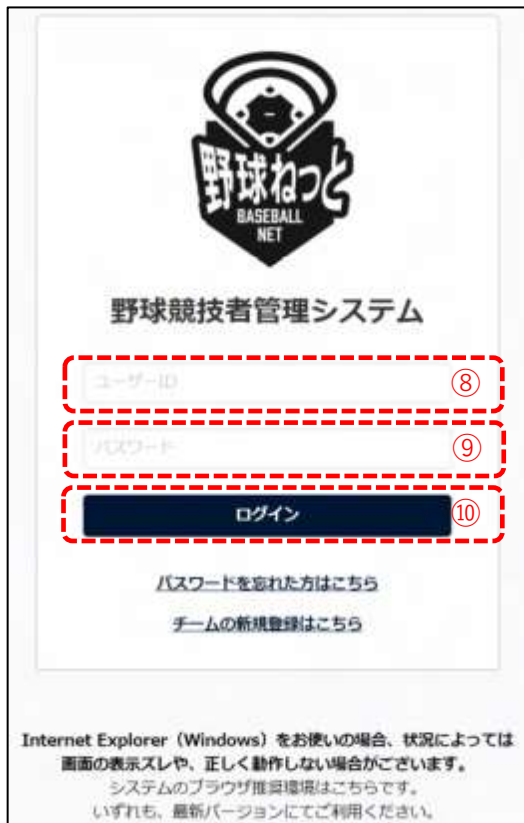 野球ねっと
BASEBALL
NET
野球競技者管理システム
ユーザーID
⑧
パスワード
⑨
ログイン
⑩
パスワードを忘れた方はこちら
チームの新規登録はこちら
Internet Explorer（Windows）をお使いの場合、状況によっては
画面の表示ズレや、正しく動作しない場合がございます。
システムのブラウザ推奨環境はこちらです。
いずれも、最新バージョンにてご利用ください。